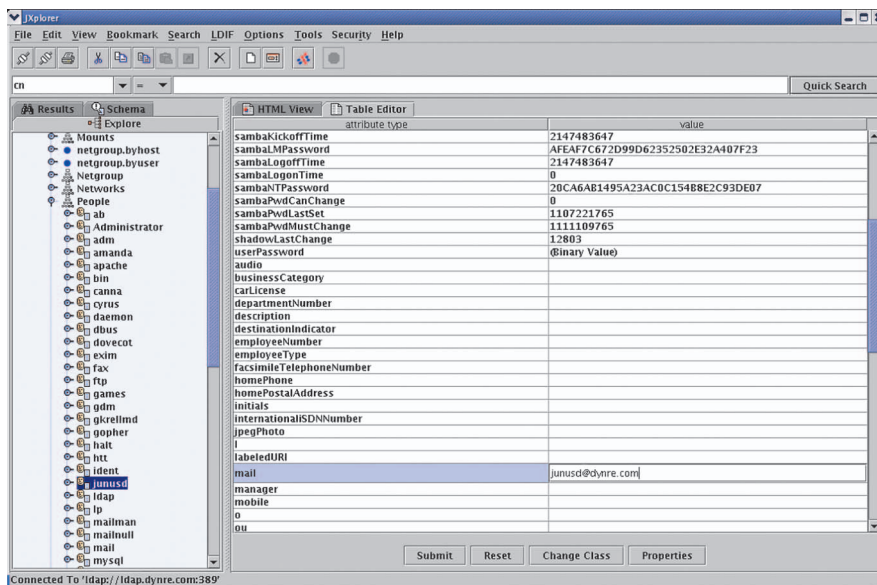 JXplorer
File Edit View Bookmark Search LDIF Options Tools Security Help
cn = Quick Search
Results Schema
Explore
Mounts
netgroup.byhost
netgroup.byuser
Netgroup
Networks
People
ab
Administrator
adm
amanda
apache
bin
canna
cyrus
daemon
dbus
dovecot
exim
fax
ftp
games
gdm
gkrellmd
gopher
halt
htt
ident
junusd
ldap
lp
mailman
mailnull
mail
mysql
HTML View Table Editor
attribute type value
sambaKickoffTime 2147483647
sambaLMPassword AFEAF7C672D99D62352502E32A407F23
sambaLogoffTime 2147483647
sambaLogonTime 0
sambaNTPassword 20CA6AB1495A23AC0C154B8E2C93DE07
sambaPwdCanChange 0
sambaPwdLastSet 1107221765
sambaPwdMustChange 1111109765
shadowLastChange 12803
userPassword (Binary Value)
audio
businessCategory
carLicense
departmentNumber
description
destinationIndicator
employeeNumber
employeeType
facsimileTelephoneNumber
homePhone
homePostalAddress
initials
internationaliSDNNumber
jpegPhoto
l
labeledURI
mail junusd@dynre.com
manager
mobile
o
ou
Submit Reset Change Class Properties
Connected To 'ldap://ldap.dynre.com:389'